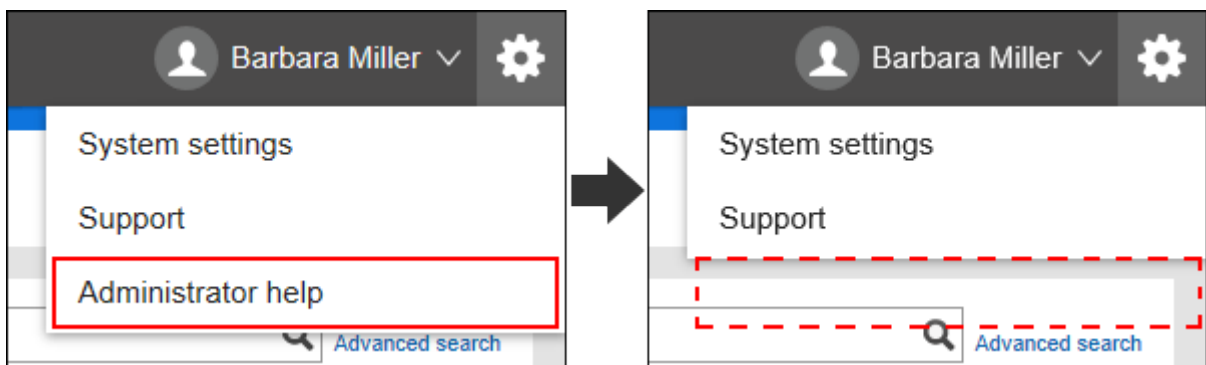 Barbara Miller
System settings
Support
Administrator help
Advanced search
Barbara Miller
System settings
Support
Advanced search